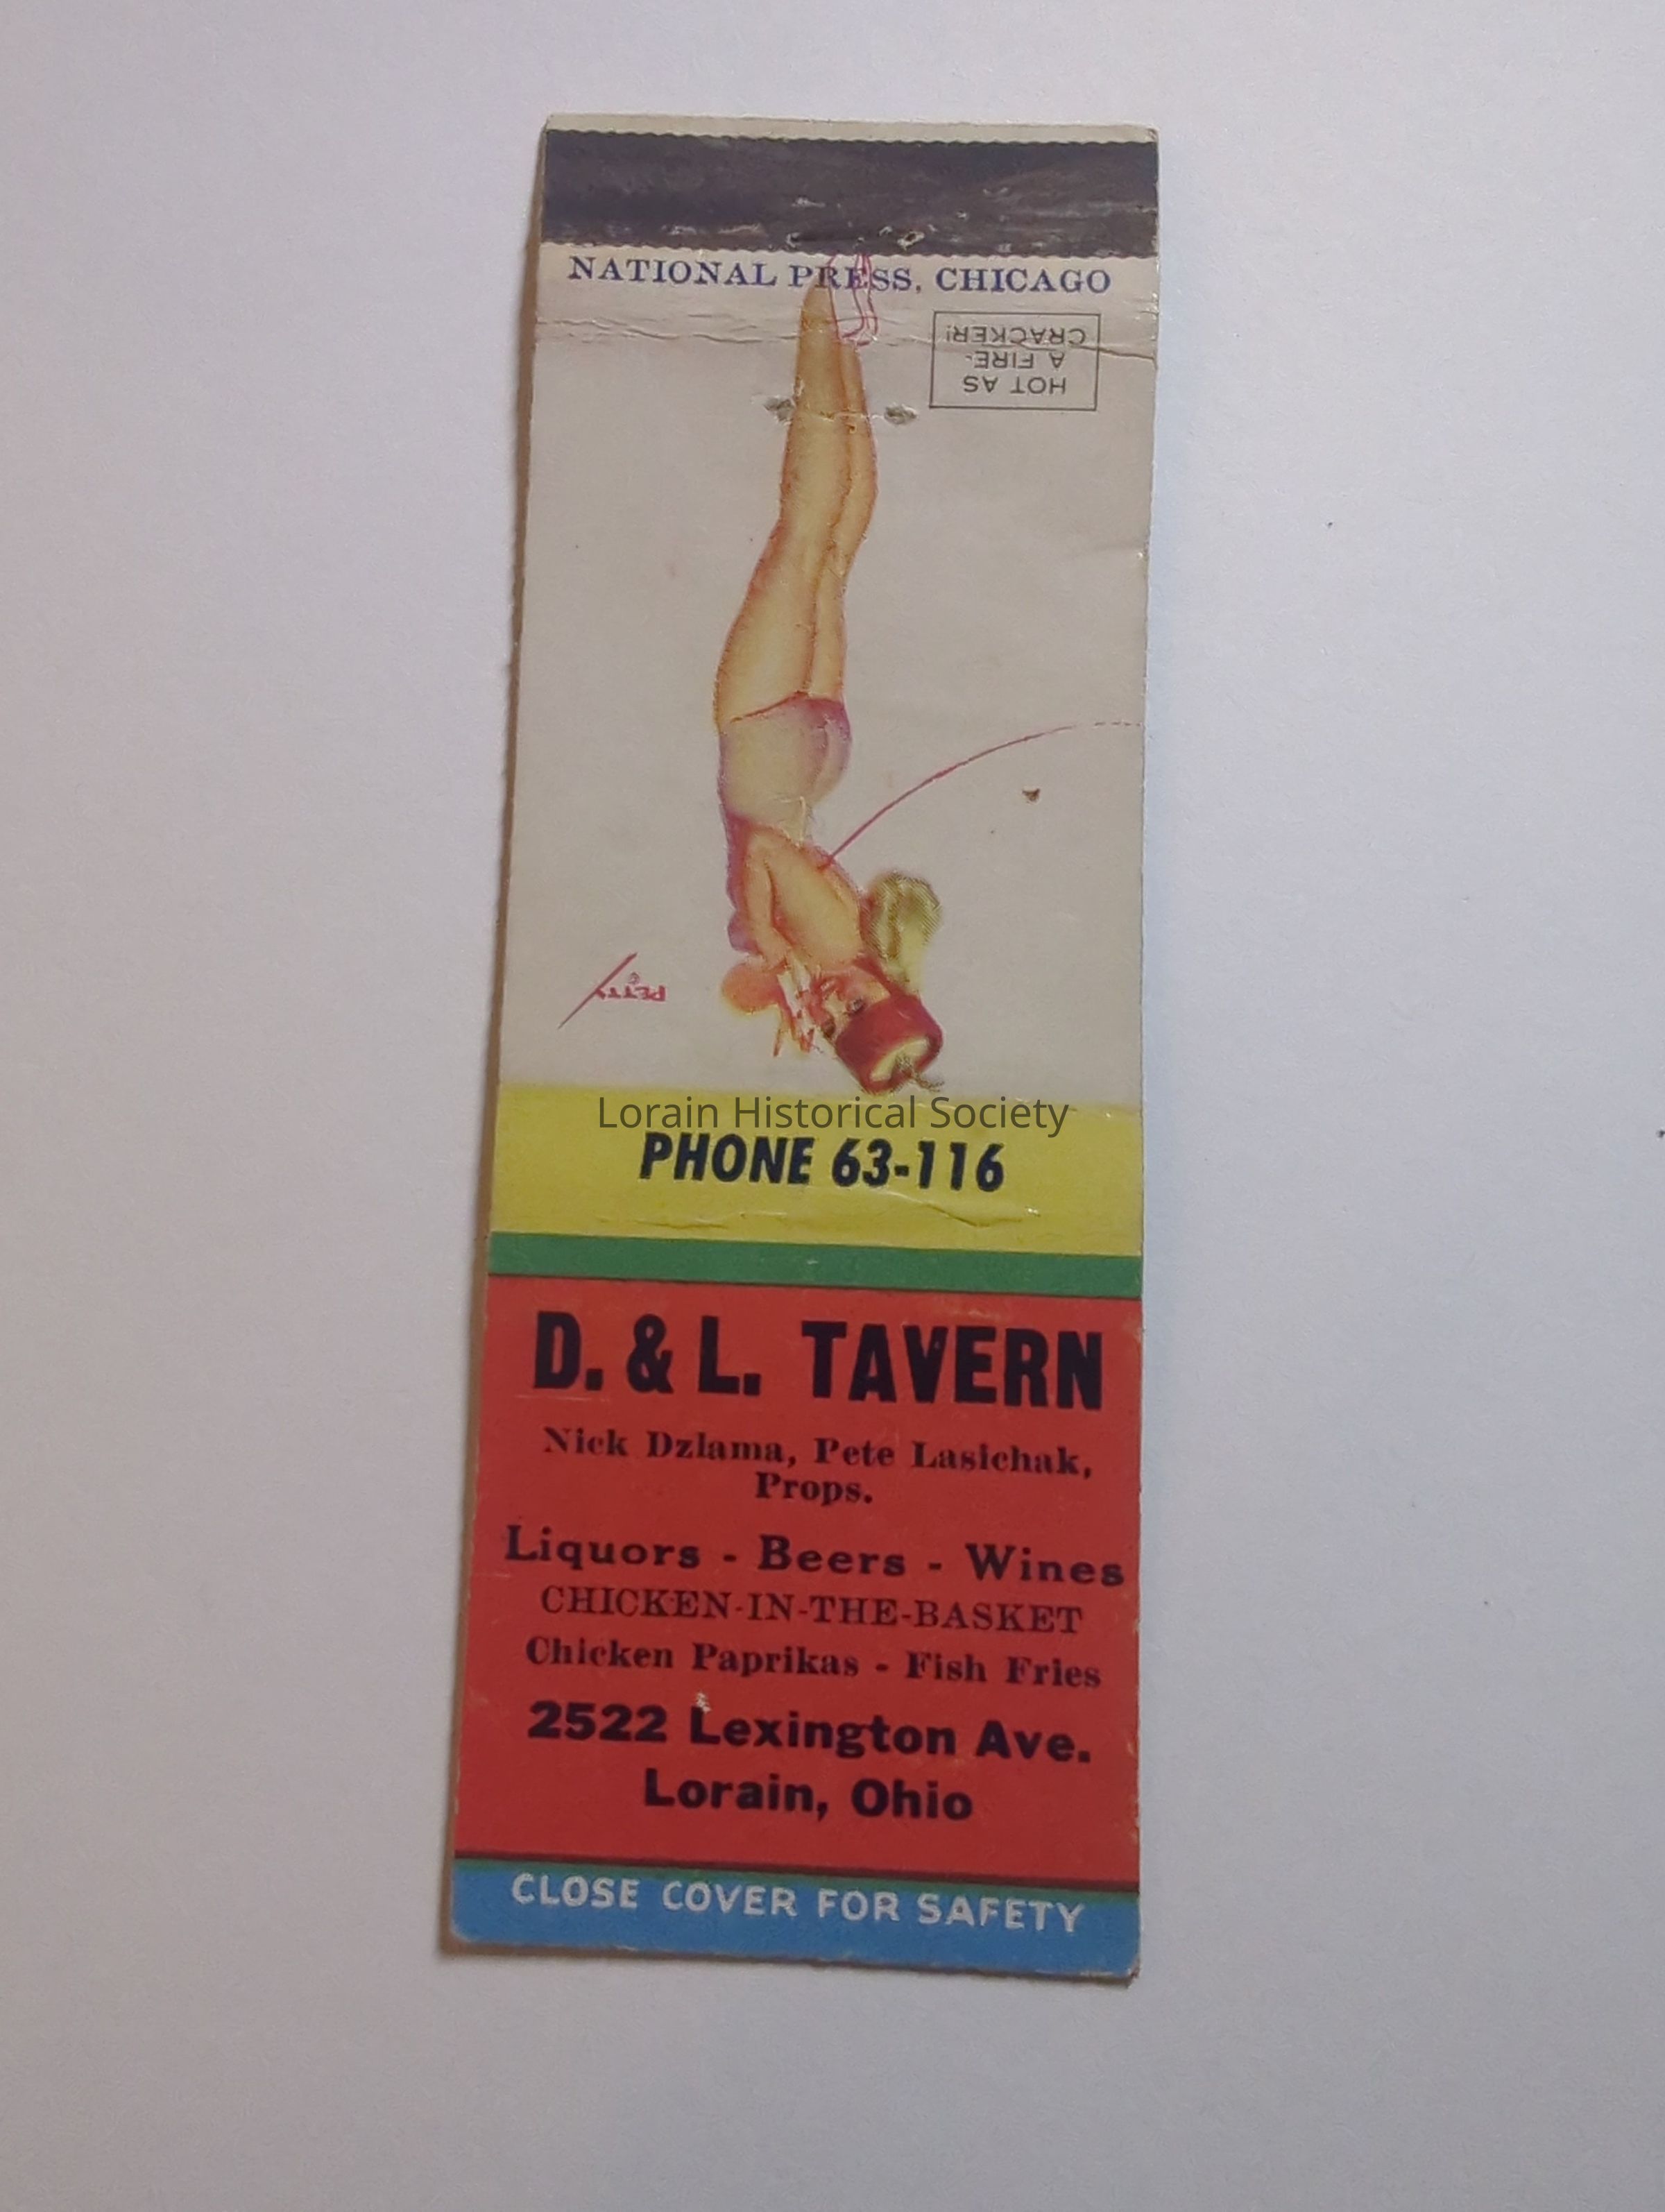 NATIONAL PRESS, CHICAGO
HOT AS
A FIRE-
CRACKER!
PETTY
Lorain Historical Society
PHONE 63-116
D. & L. TAVERN
Nick Dzlama, Pete Lasichak,
Props.
Liquors - Beers - Wines
CHICKEN-IN-THE-BASKET
Chicken Paprikas - Fish Fries
2522 Lexington Ave.
Lorain, Ohio
CLOSE COVER FOR SAFETY